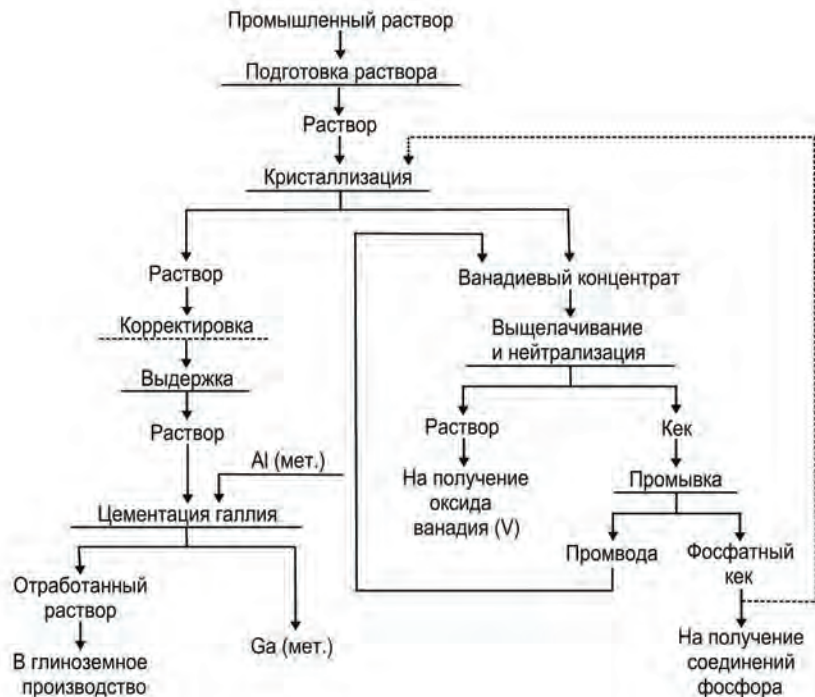 Промышленный раствор
Подготовка раствора
Раствор
Кристаллизация
Раствор
Корректировка
Выдержка
Раствор
Al (мет.)
Цементация галлия
Отработанный
раствор
В глиноземное
производство
Ga (мет.)
Ванадиевый концентрат
Выщелачивание
и нейтрализация
Раствор
На получение
оксида
ванадия (V)
Кек
Промывка
Промвода
Фосфатный
кек
На получение
соединений
фосфора